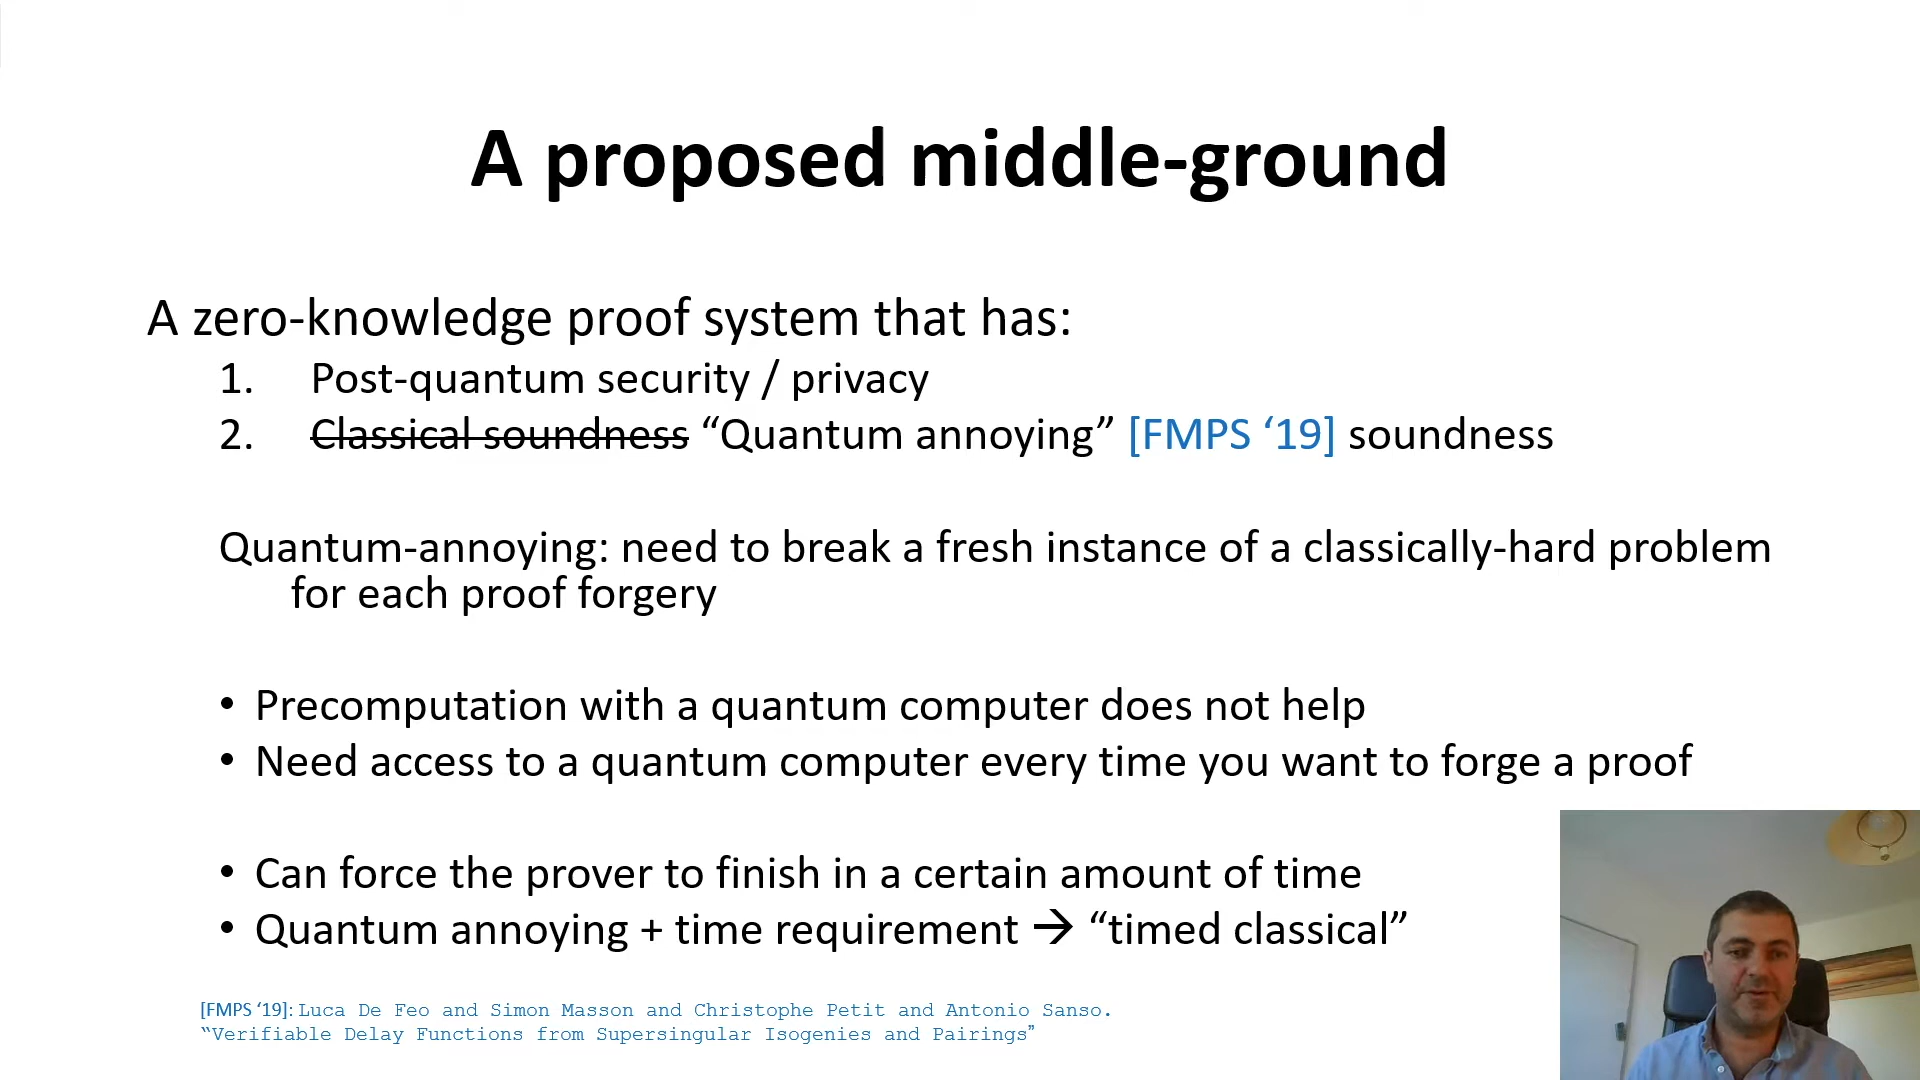 A proposed middle-ground
A zero-knowledge proof system that has:
1. Post-quantum security / privacy
2. Classical soundness “Quantum annoying” [FMPS ‘19] soundness
Quantum-annoying: need to break a fresh instance of a classically-hard problem
for each proof forgery
• Precomputation with a quantum computer does not help
• Need access to a quantum computer every time you want to forge a proof
• Can force the prover to finish in a certain amount of time
• Quantum annoying + time requirement → “timed classical”
[FMPS ‘19]: Luca De Feo and Simon Masson and Christophe Petit and Antonio Sanso.
“Verifiable Delay Functions from Supersingular Isogenies and Pairings”